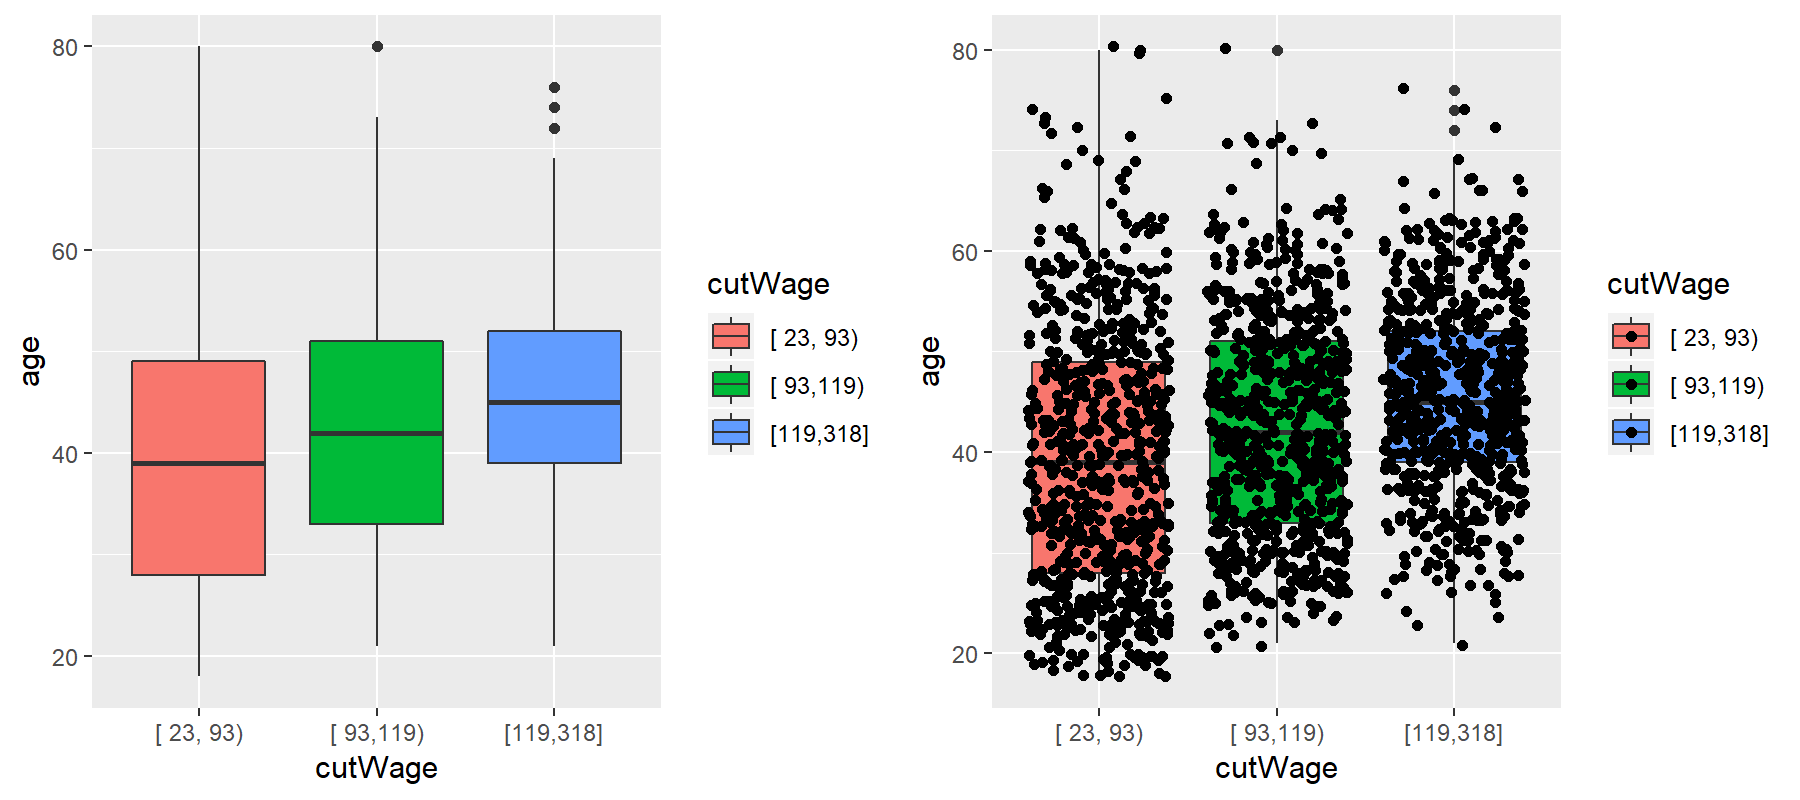 80
60
40
20
age
[ 23, 93)
[ 93,119)
[119,318]
cutWage
cutWage
[ 23, 93)
[ 93,119)
[119,318]
80
60
40
20
age
[ 23, 93)
[ 93,119)
[119,318]
cutWage
cutWage
[ 23, 93)
[ 93,119)
[119,318]